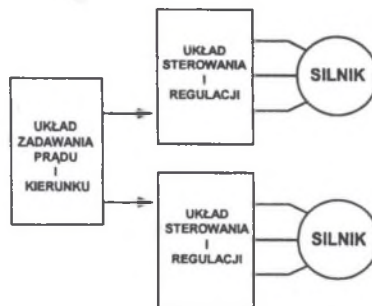 UKŁAD
ZADAWANIA
PRĄDU
I
KIERUNKU
UKŁAD
STEROWANIA
I
REGULACJI
SILNIK
UKŁAD
STEROWANIA
I
REGULACJI
SILNIK